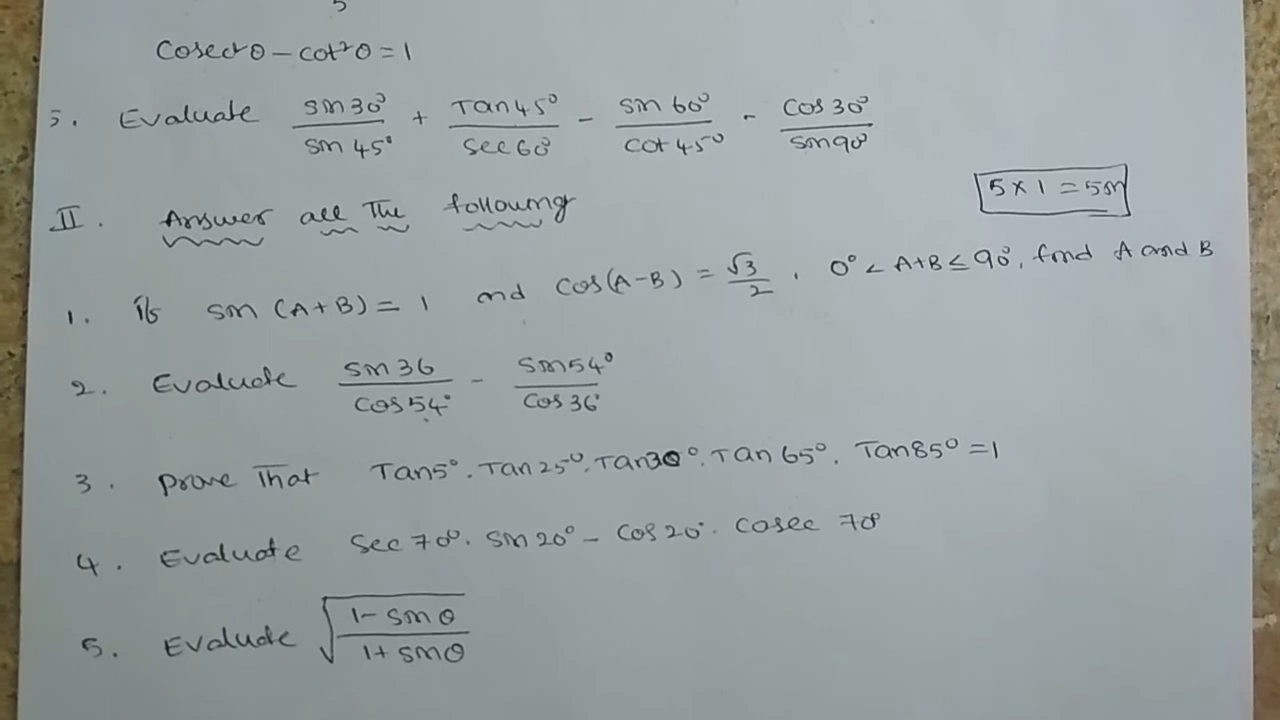 Cosec²θ - cot²θ = 1
5. Evaluate sin30°/sin45° + Tan45°/sec60° - sin60°/cot45° - cos30°/sin90°
5 × 1 = 5m
II. Answer all The following
1. if sin (A+B) = 1 and cos(A-B) = √3/2 , 0° < A+B ≤ 90°, find A and B
2. Evaluate sin36/cos54° - sin54°/cos36°
3. prove That Tan5° . Tan25° . Tan30° . Tan65° . Tan85° = 1
4. Evaluate sec70° . sin20° - cos20° . cosec 70°
5. Evaluate √(1-sinθ/1+sinθ)